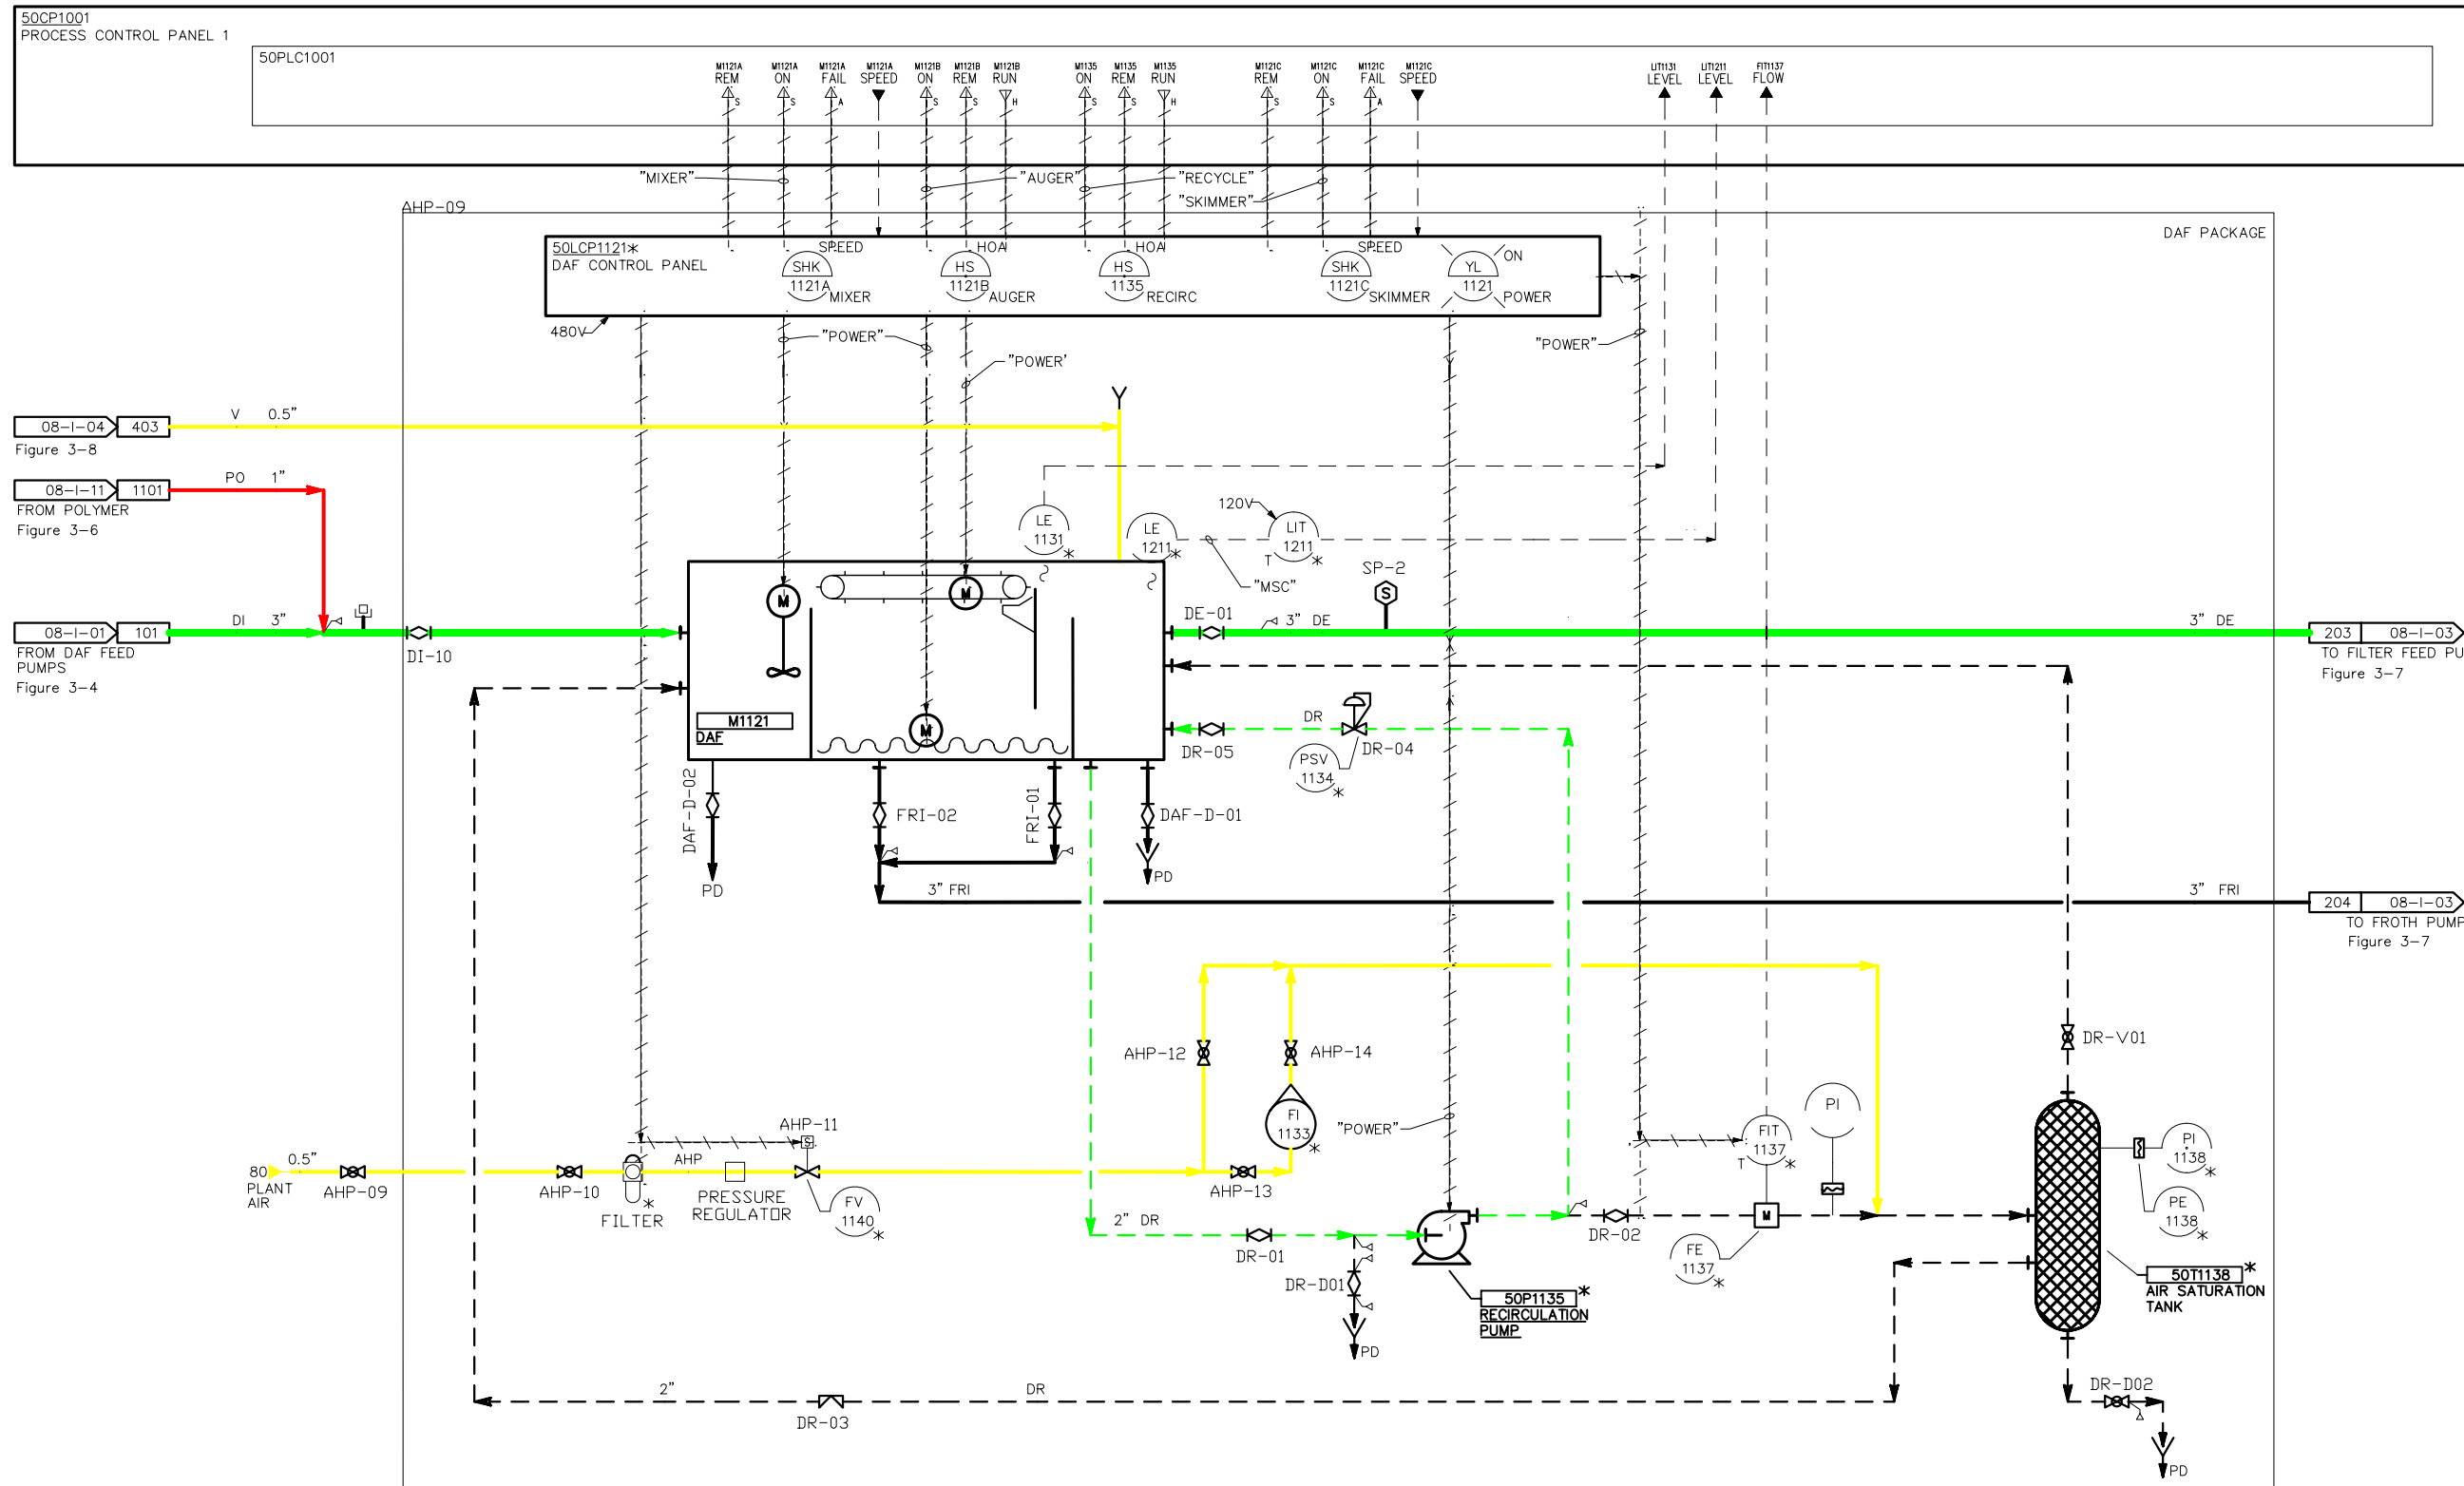 50CP1001
PROCESS CONTROL PANEL 1
50PLC1001
M1121A
REM
S
M1121A
ON
S
M1121A
FAIL
A
M1121A
SPEED
M1121B
ON
S
M1121B
REM
S
M1121B
RUN
H
M1135
ON
S
M1135
REM
S
M1135
RUN
H
M1121C
REM
S
M1121C
ON
S
M1121C
FAIL
A
M1121C
SPEED
LIT1131
LEVEL
LIT1211
LEVEL
FIT1137
FLOW
"MIXER"
"AUGER"
"RECYCLE"
"SKIMMER"
AHP-09
DAF PACKAGE
50LCP1121*
DAF CONTROL PANEL
SPEED
SHK
1121A
MIXER
HOA
HS
1121B
AUGER
HOA
HS
1135
RECIRC
SPEED
SHK
1121C
SKIMMER
YL
1121
ON
POWER
480V
"POWER"
"POWER'
"POWER"
08-I-04 403
V 0.5"
Figure 3-8
08-I-11 1101
PO 1"
FROM POLYMER
Figure 3-6
08-I-01 101
DI 3"
FROM DAF FEED
PUMPS
Figure 3-4
DI-10
LE
1131
*
LE
1211
*
120V
LIT
1211
T
*
"MSC"
SP-2
S
DE-01
3" DE
3" DE
203 08-I-03
TO FILTER FEED PU
Figure 3-7
M
M
M
M1121
DAF
DR
DR-05
DR-04
PSV
1134
*
DAF-D-02
PD
FRI-02
FRI-01
DAF-D-01
PD
3" FRI
3" FRI
204 08-I-03
TO FROTH PUMP
Figure 3-7
AHP-12
AHP-14
FI
1133
*
"POWER"
DR-V01
80
0.5"
PLANT
AIR
AHP-09
AHP-10
*
FILTER
AHP
PRESSURE
REGULATOR
AHP-11
S
FV
1140
*
AHP-13
2" DR
DR-01
DR-D01
PD
50P1135
*
RECIRCULATION
PUMP
DR-02
FIT
1137
T
*
M
FE
1137
*
PI
PI
1138
*
PE
1138
*
50T1138
*
AIR SATURATION
TANK
2"
DR
DR-03
DR-D02
PD